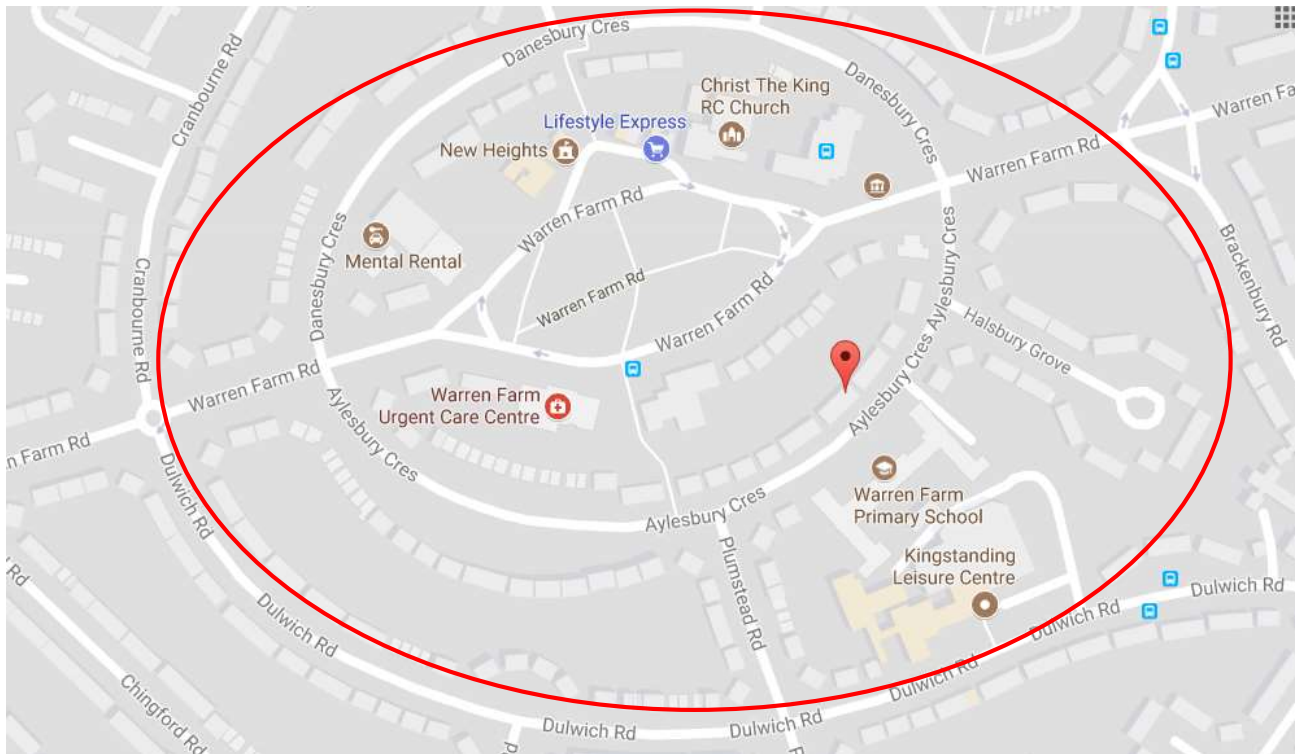 Danesbury Cres
Cranbourne Rd
Christ The King
RC Church
Danesbury Cres
Lifestyle Express
New Heights
Warren Fa
Warren Farm Rd
Warren Farm Rd
Danesbury Cres
Mental Rental
Aylesbury Cres
Brackenbury Rd
Cranbourne Rd
Warren Farm Rd
Warren Farm Rd
Halsbury Grove
Aylesbury Cres
Warren Farm Rd
Warren Farm
Urgent Care Centre
Aylesbury Cres
n Farm Rd
Dulwich Rd
Aylesbury Cres
Warren Farm
Primary School
Plumstead Rd
Kingstanding
Leisure Centre
Rd
Dulwich Rd
Dulwich Rd
Dulwich Rd
Dulwich Rd
Chingford Rd
Dulwich Rd
Dulwich Rd